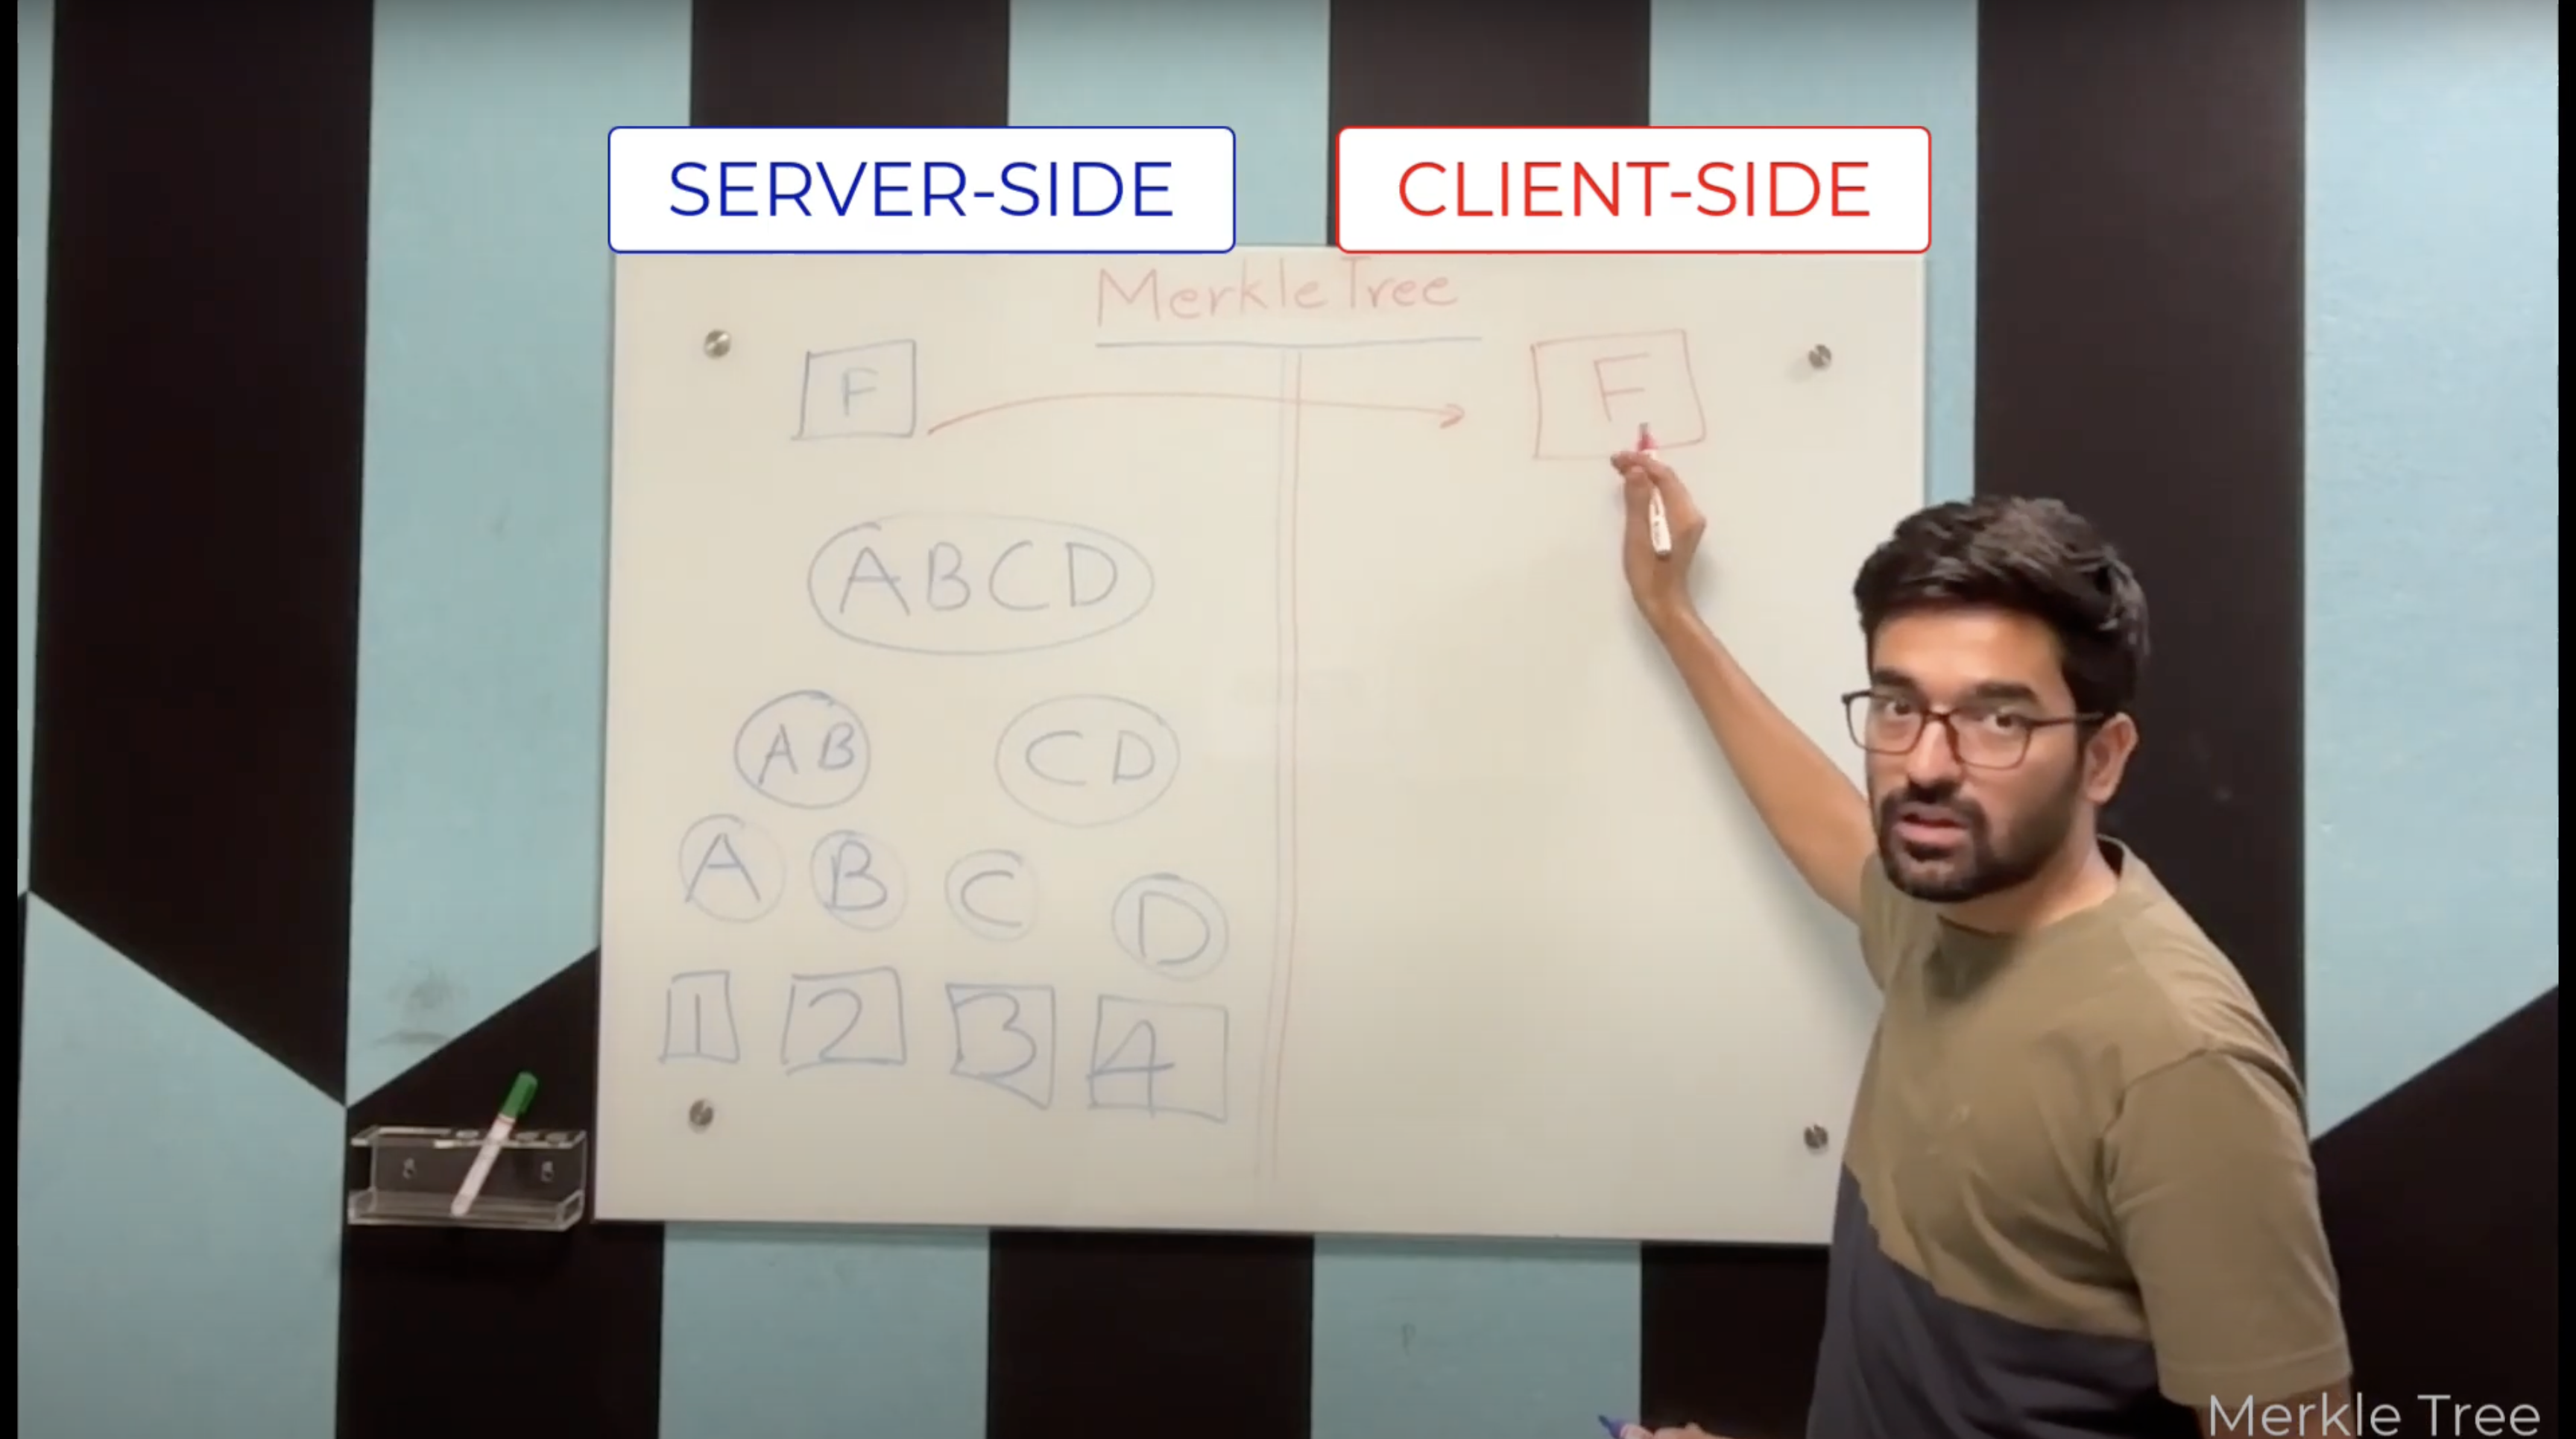 SERVER-SIDE
CLIENT-SIDE
Merkle Tree
F
F
ABCD
AB
CD
A
B
C
D
1
2
3
4
Merkle Tree